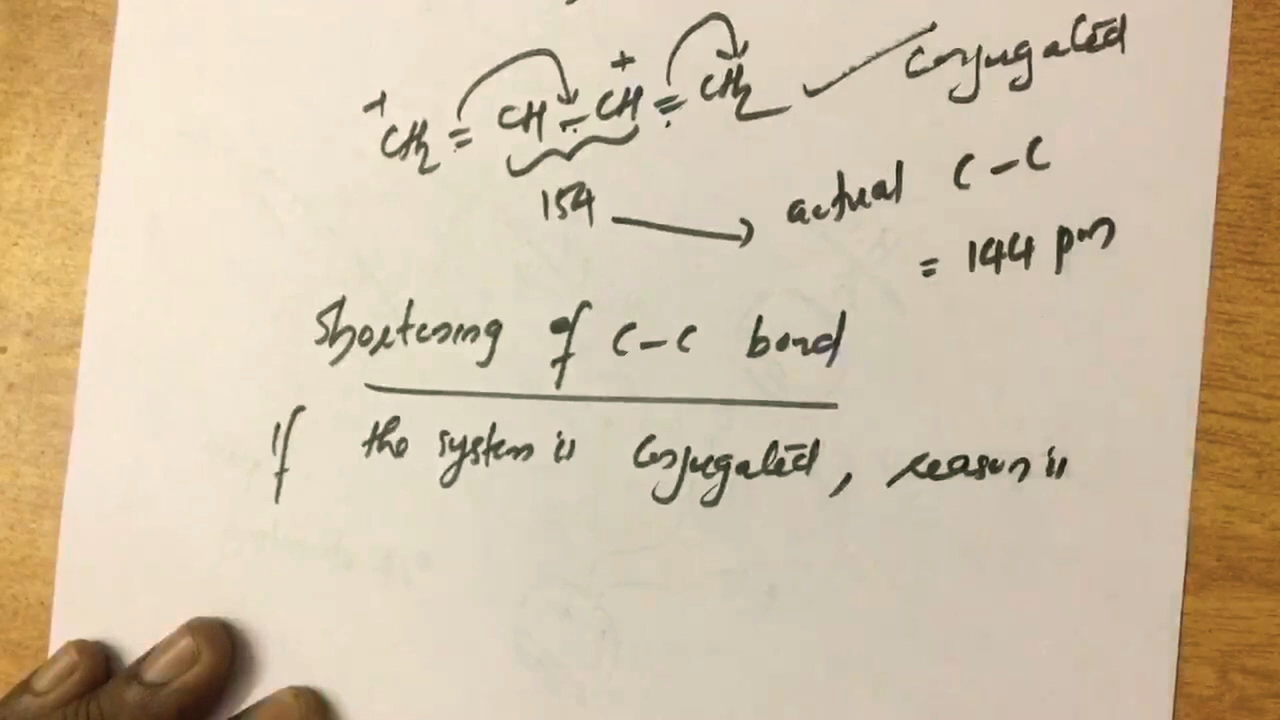 +CH2 = CH - CH+ = CH2 ✓ Conjugated
154 → actual C-C
= 144 pm
Shortening of C-C bond
If the system is Conjugated, reason is